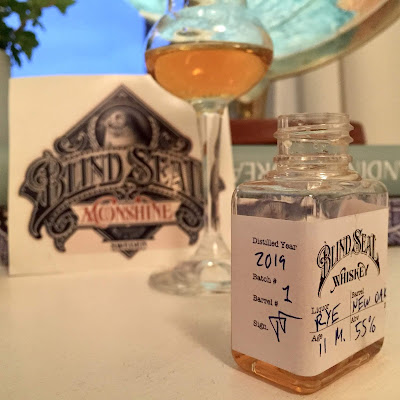 BLIND SEAL
MOONSHINE
Distilled Year
2019
Batch #
1
Barrel #
Sign.
BLIND SEAL
WHISKEY
Liquor Barrel
RYE NEW OAK
Age Abv.
11 M. 55%